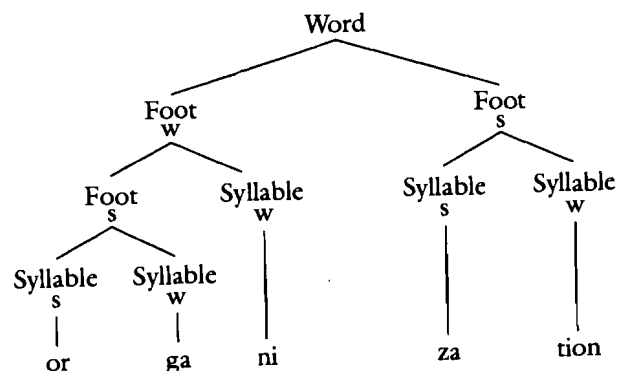 Word
Foot Foot
w s
Foot Syllable Syllable Syllable
s w s w
Syllable Syllable
s w
or ga ni za tion